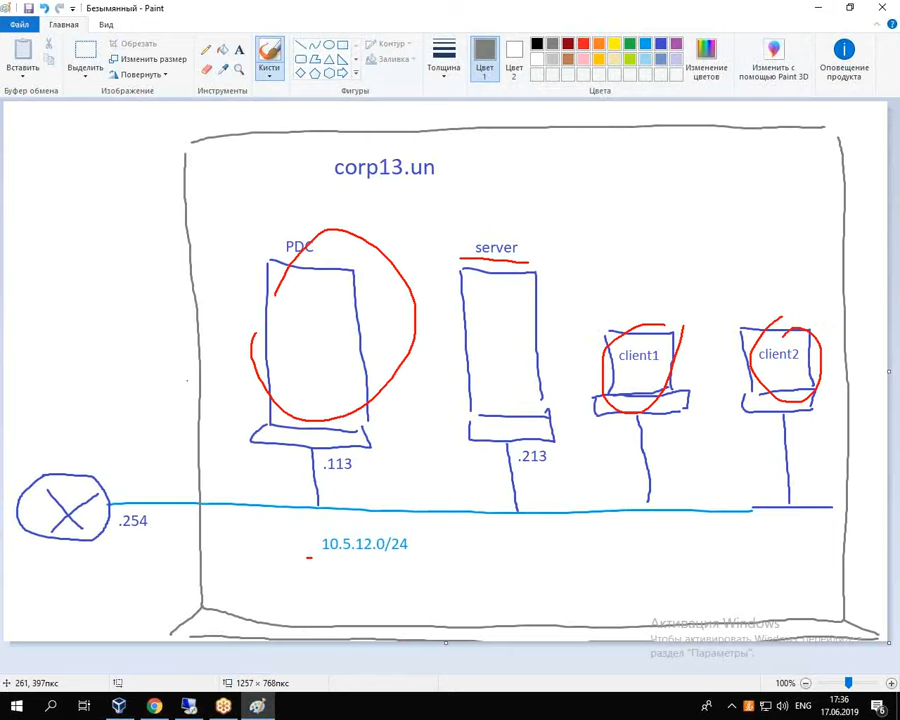 Безымянный - Paint
Файл
Главная
Вид
Вставить
Буфер обмена
Выделить
Обрезать
Изменить размер
Повернуть
Изображение
A
Инструменты
Кисти
Контур
Заливка
Фигуры
Толщина
Цвет 1
Цвет 2
Изменение цветов
Цвета
Изменить с помощью Paint 3D
Оповещение продукта
corp13.un
PDC
server
client1
client2
.113
.213
.254
10.5.12.0/24
Активация Windows
Чтобы активировать Windows, перейдите в
раздел "Параметры".
261, 397пкс
1257 × 768пкс
100%
17:36
17.06.2019
6